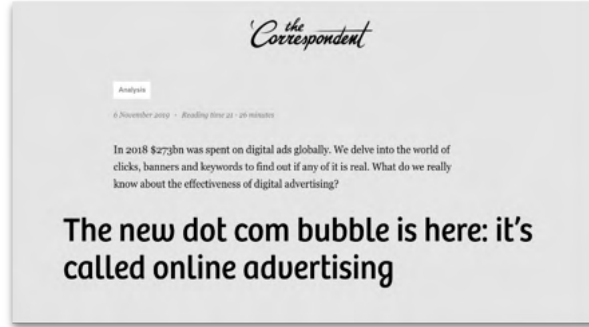 the
Correspondent
Analysis
6 November 2019 - Reading time 21 - 26 minutes
In 2018 $273bn was spent on digital ads globally. We delve into the world of
clicks, banners and keywords to find out if any of it is real. What do we really
know about the effectiveness of digital advertising?
The new dot com bubble is here: it's
called online advertising